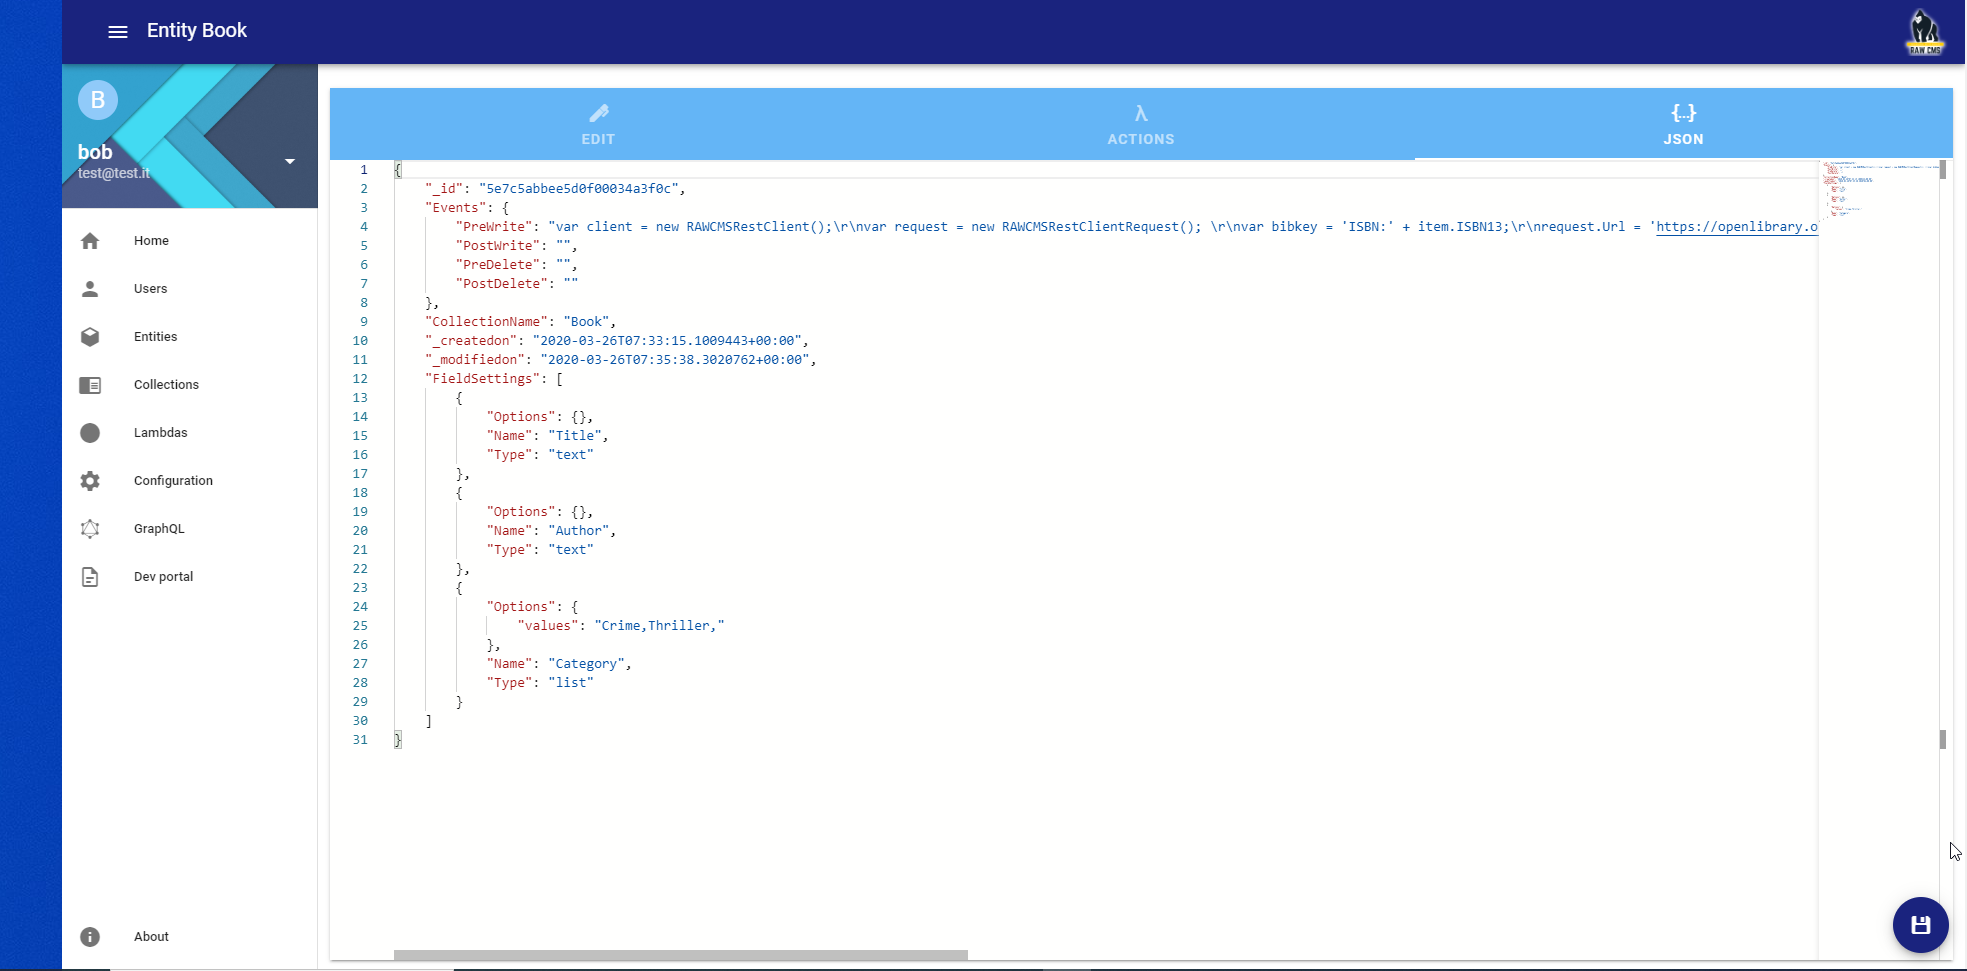 Entity Book
RAW CMS
B
bob
test@test.it
Home
Users
Entities
Collections
Lambdas
Configuration
GraphQL
Dev portal
About
EDIT
λ
ACTIONS
{..}
JSON
1 {
2 "_id": "5e7c5abbee5d0f00034a3f0c",
3 "Events": {
4 "PreWrite": "var client = new RAWCMSRestClient();\r\nvar request = new RAWCMSRestClientRequest(); \r\nvar bibkey = 'ISBN:' + item.ISBN13;\r\nrequest.Url = 'https://openlibrary.o
5 "PostWrite": "",
6 "PreDelete": "",
7 "PostDelete": ""
8 },
9 "CollectionName": "Book",
10 "_createdon": "2020-03-26T07:33:15.1009443+00:00",
11 "_modifiedon": "2020-03-26T07:35:38.3020762+00:00",
12 "FieldSettings": [
13 {
14 "Options": {},
15 "Name": "Title",
16 "Type": "text"
17 },
18 {
19 "Options": {},
20 "Name": "Author",
21 "Type": "text"
22 },
23 {
24 "Options": {
25 "values": "Crime,Thriller,"
26 },
27 "Name": "Category",
28 "Type": "list"
29 }
30 ]
31 }